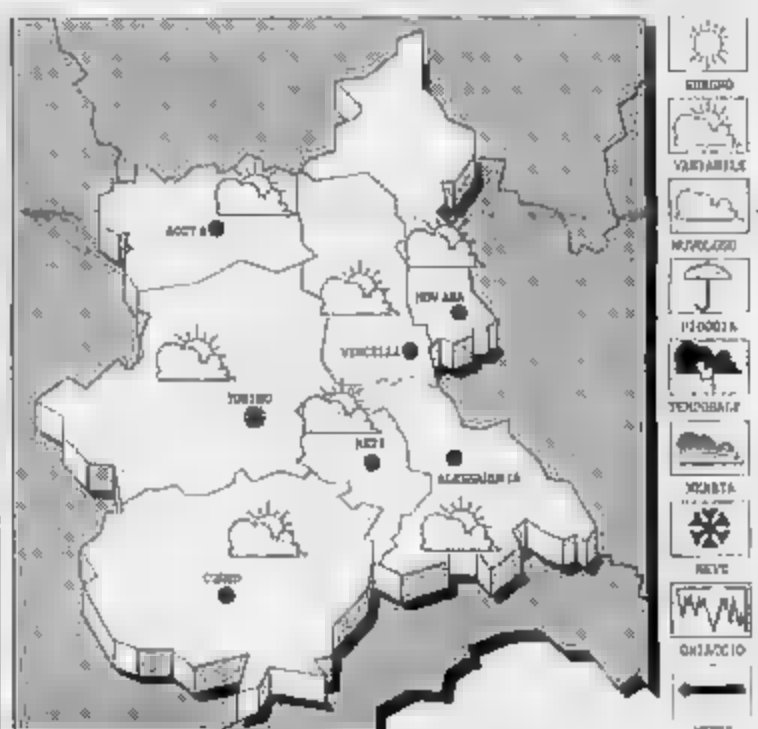 SERENO
VARIABILE
NUVOLOSO
PIOGGIA
TEMPORALE
NEBBIA
NEVE
GHIACCIO
AOSTA
NOVARA
VERCELLI
TORINO
ASTI
ALESSANDRIA
CUNEO